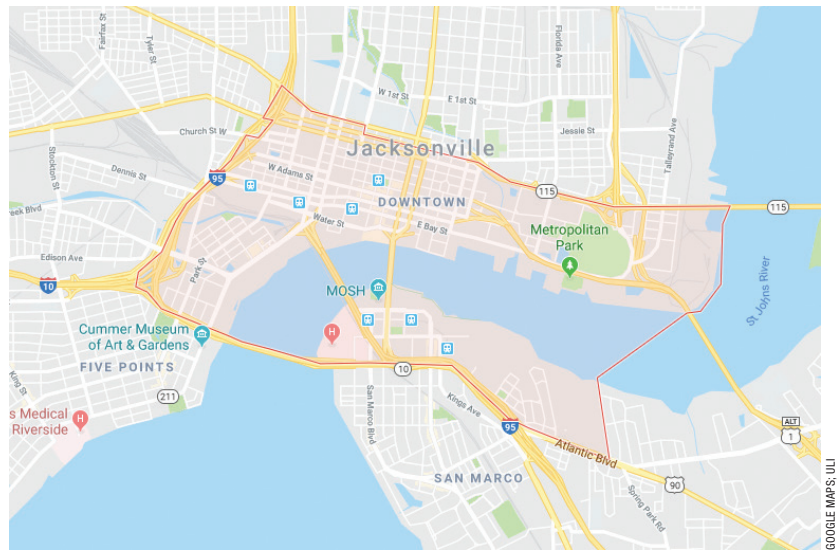 Fairfax St
Tyler St
Florida Ave
W 1st St
E 1st St
Church St W
Jessie St
Talleyrand Ave
Jacksonville
Stockton St
Dennis St
95
W Adams St
115
DOWNTOWN
115
Water St
E Bay St
Metropolitan
Park
Edison Ave
Park St
10
MOSH
St Johns River
Cummer Museum
of Art & Gardens
H
FIVE POINTS
10
King St
211
San Marco Blvd
Kings Ave
s Medical
Riverside
H
95
ALT
1
Atlantic Blvd
SAN MARCO
90
Spring Park Rd
GOOGLE MAPS; ULI